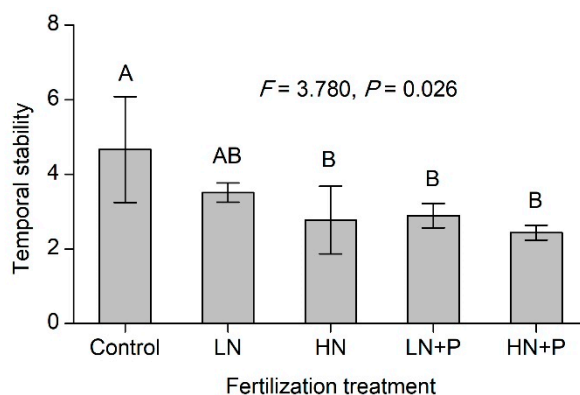 8
6
4
2
0
Temporal stability
A
AB
B
B
B
F = 3.780, P = 0.026
Control LN HN LN+P HN+P
Fertilization treatment